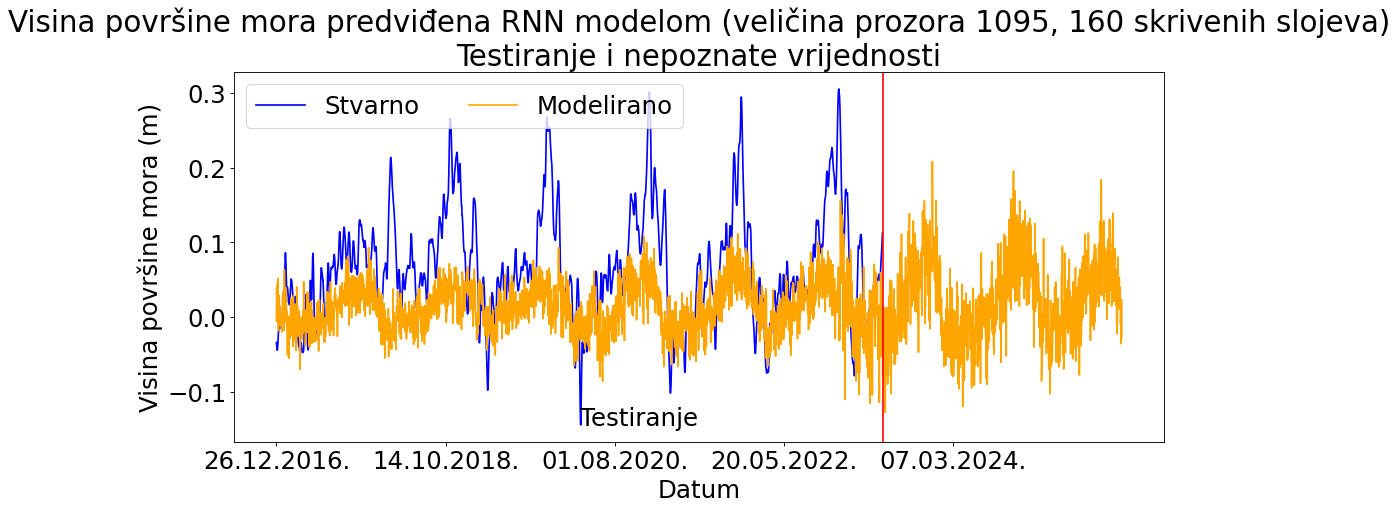 Visina površine mora predviđena RNN modelom (veličina prozora 1095, 160 skrivenih slojeva)
Testiranje i nepoznate vrijednosti
Stvarno
Modelirano
Visina površine mora (m)
0.3
0.2
0.1
0.0
−0.1
Testiranje
26.12.2016.
14.10.2018.
01.08.2020.
20.05.2022.
07.03.2024.
Datum